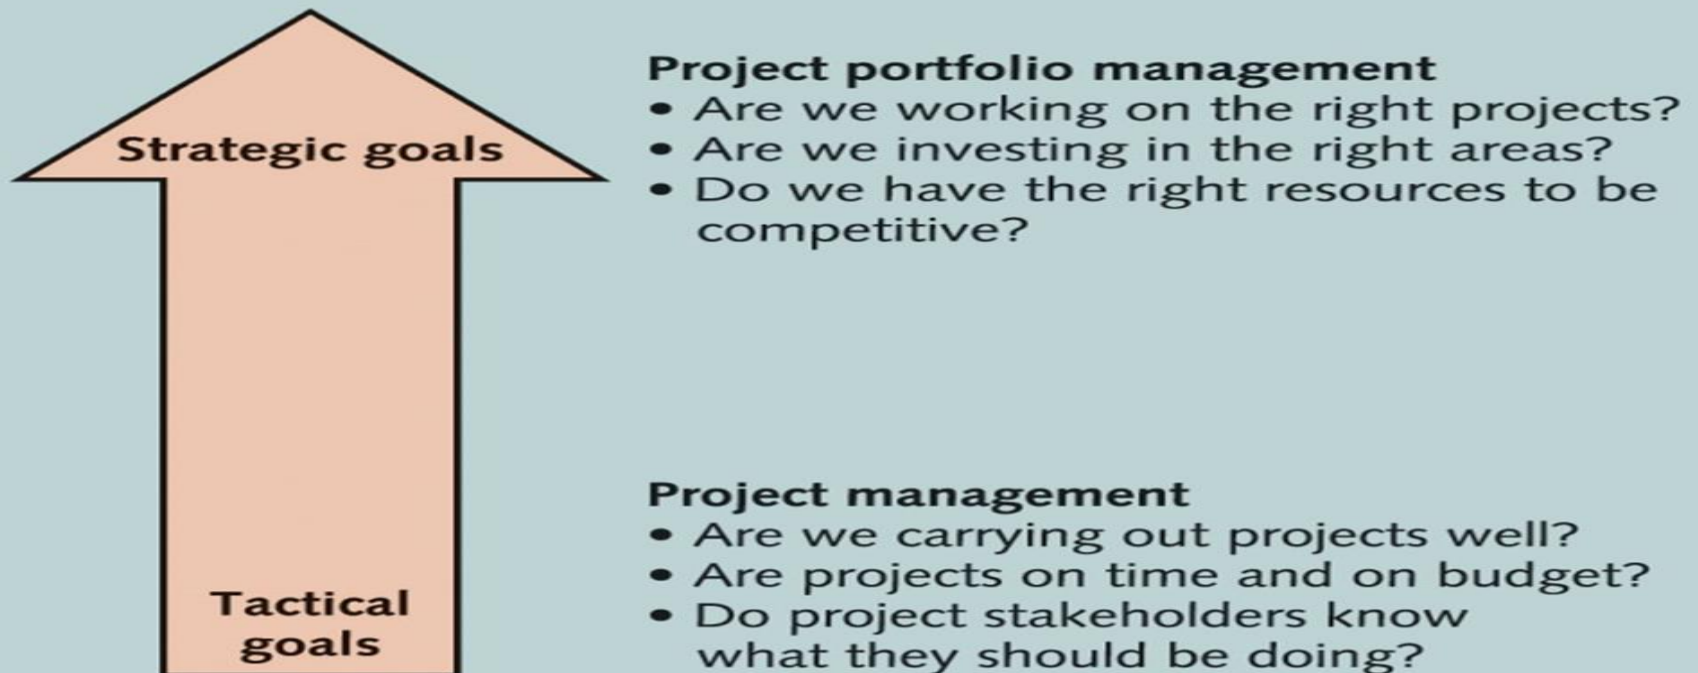 Strategic goals
Project portfolio management
• Are we working on the right projects?
• Are we investing in the right areas?
• Do we have the right resources to be
competitive?
Tactical
goals
Project management
• Are we carrying out projects well?
• Are projects on time and on budget?
• Do project stakeholders know
what they should be doing?